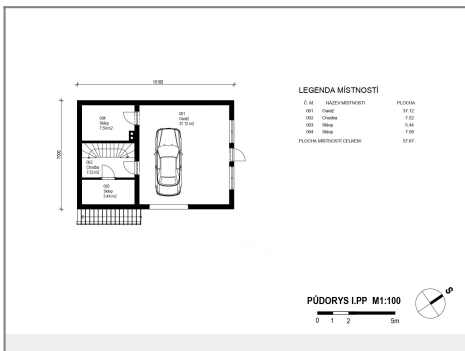 10100
7000
004
Sklep
7.59 m2
001
Garáž
37.12 m2
002
Chodba
7.52 m2
003
Sklep
5.44 m2
LEGENDA MÍSTNOSTÍ
Č. M. NÁZEV MÍSTNOSTI PLOCHA
001 Garáž 37.12
002 Chodba 7.52
003 Sklep 5.44
004 Sklep 7.59
PLOCHA MÍSTNOSTÍ CELKEM 57.67
PŮDORYS I.PP M1:100
0 1 2 5m
S